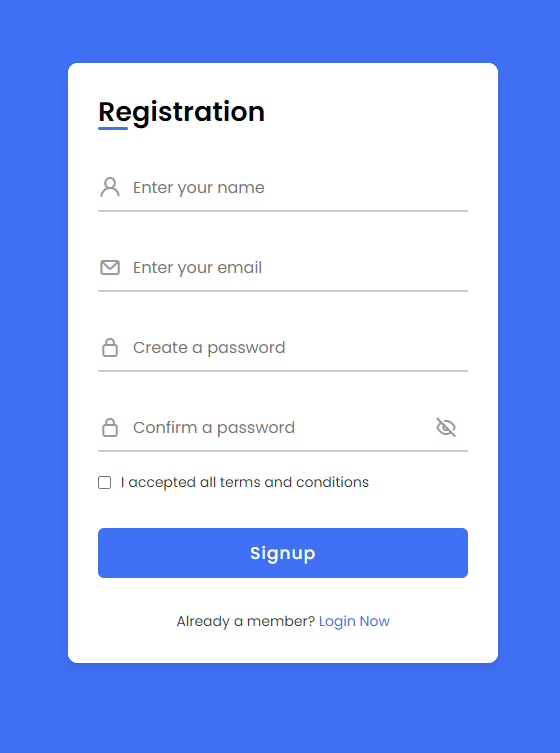 Registration
Enter your name
Enter your email
Create a password
Confirm a password
I accepted all terms and conditions
Signup
Already a member? Login Now